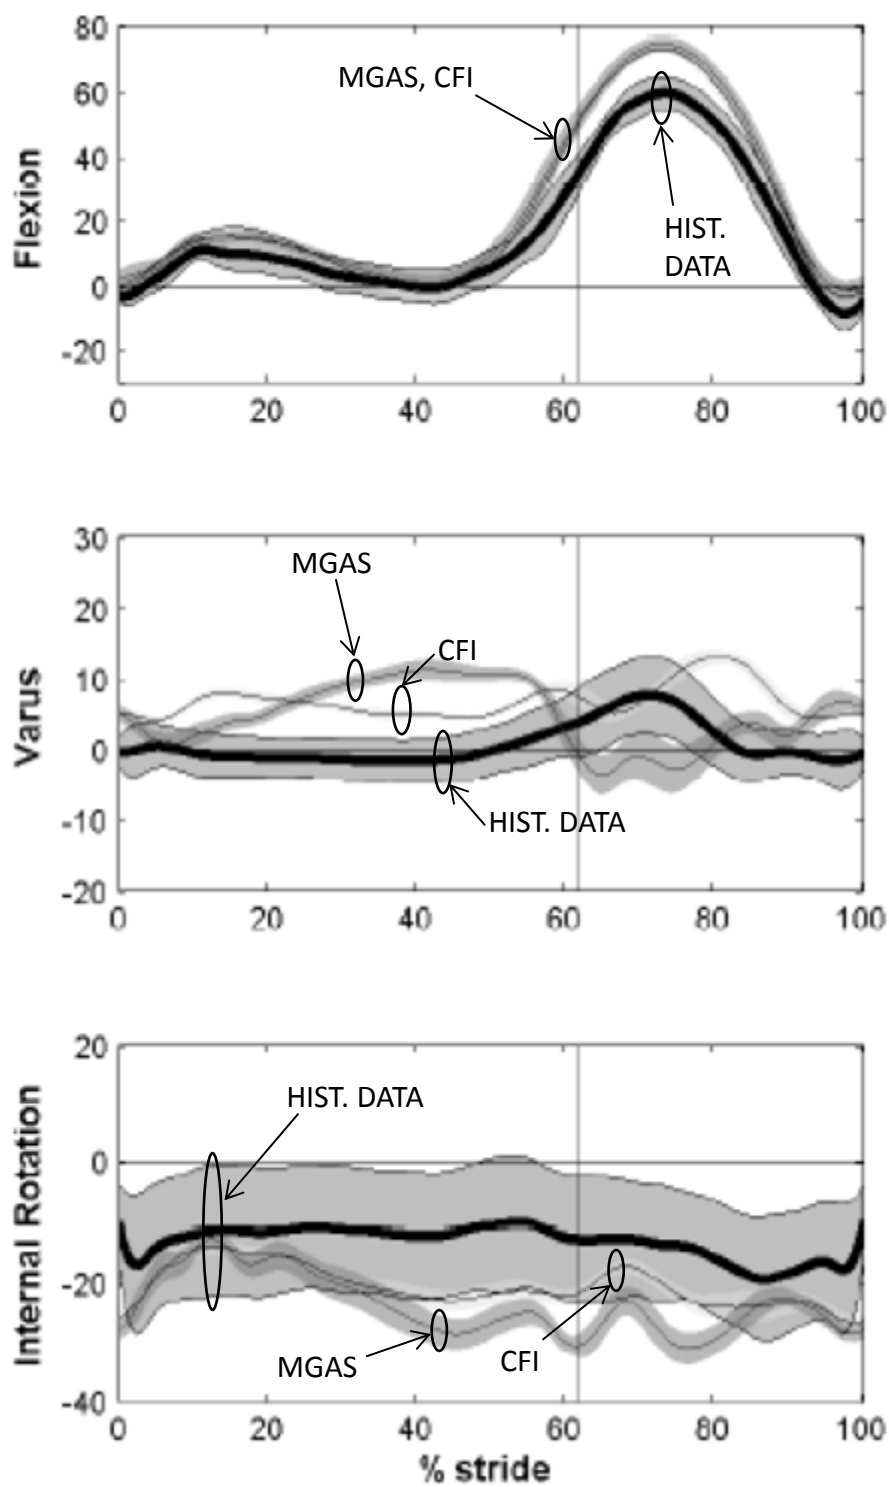 80
60
40
20
0
-20
Flexion
MGAS, CFI
HIST.
DATA
0 20 40 60 80 100
30
20
10
0
-10
-20
Varus
MGAS
CFI
HIST. DATA
0 20 40 60 80 100
20
0
-20
-40
Internal Rotation
HIST. DATA
MGAS
CFI
0 20 40 60 80 100
% stride